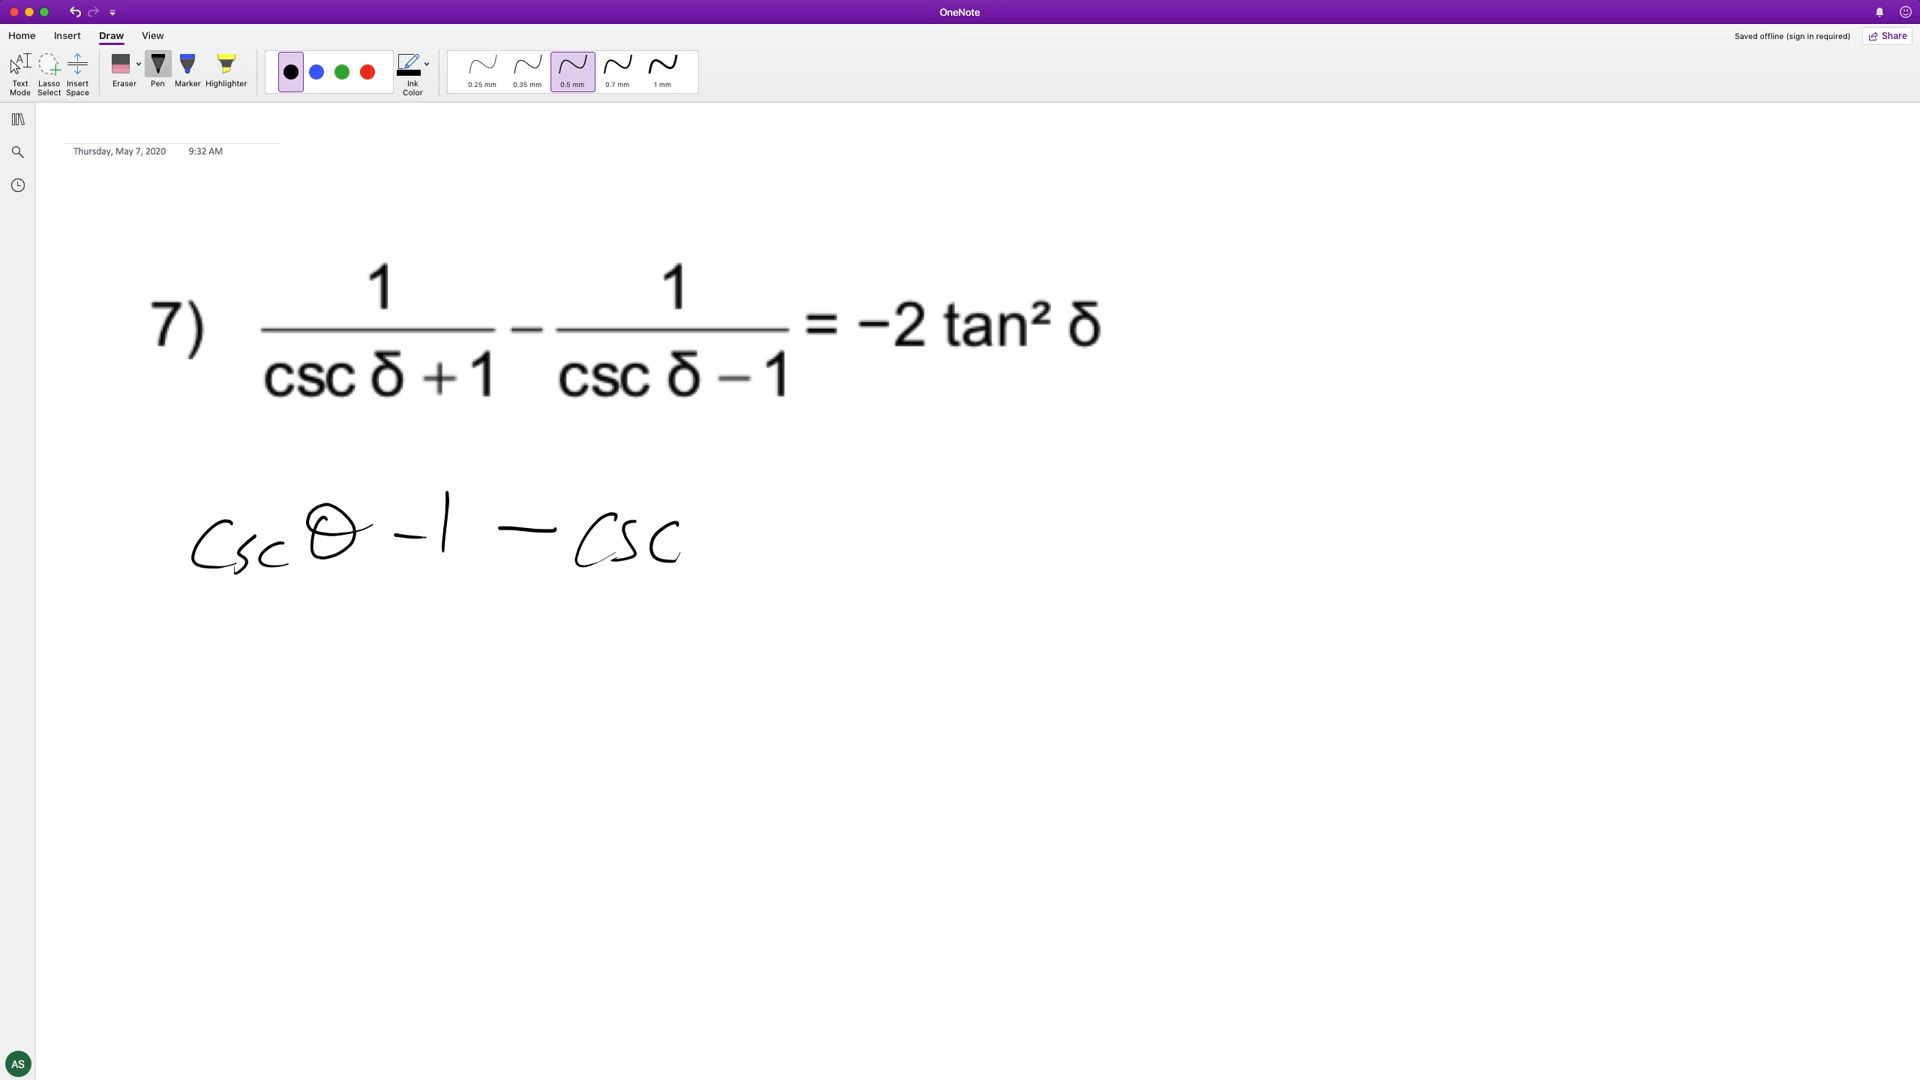 OneNote
Home Insert Draw View
Saved offline (sign in required) Share
Text Mode Lasso Select Insert Space Eraser Pen Marker Highlighter Ink Color 0.25 mm 0.35 mm 0.5 mm 0.7 mm 1 mm
Thursday, May 7, 2020 9:32 AM
7) 1/(csc δ + 1) − 1/(csc δ − 1) = −2 tan² δ
csc θ - 1 - csc
AS